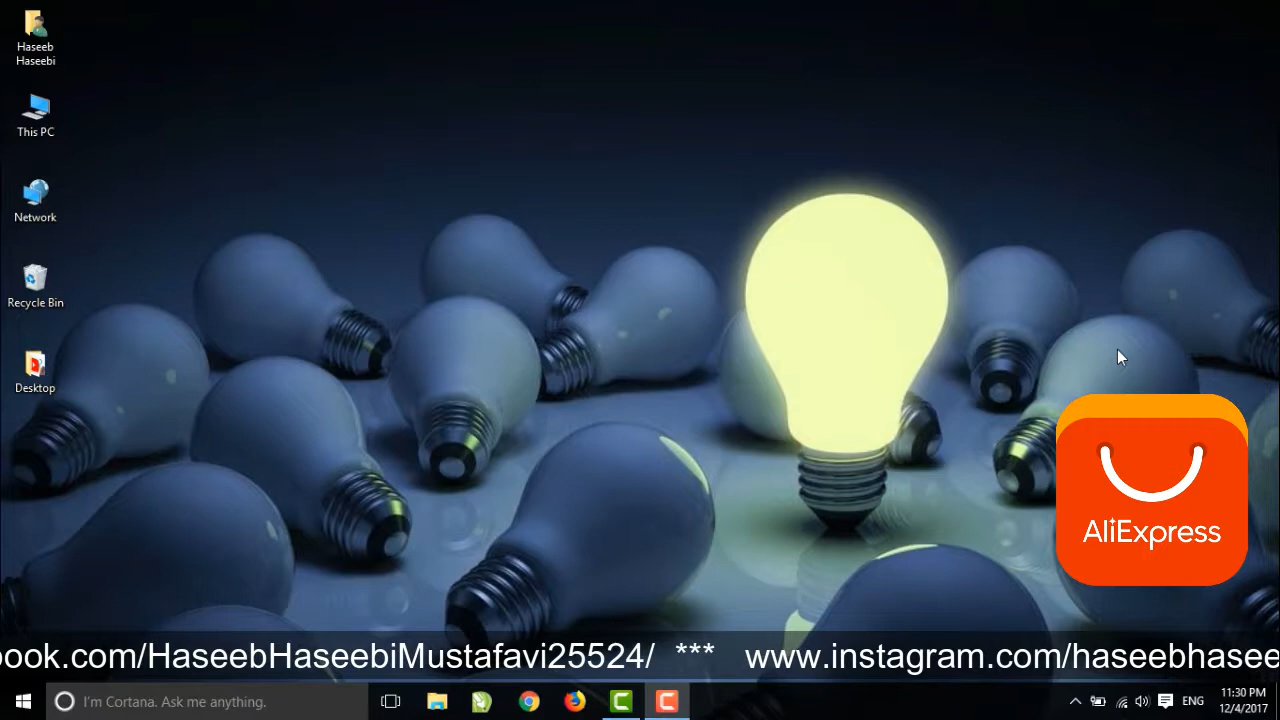 Haseeb
Haseebi
This PC
Network
Recycle Bin
Desktop
AliExpress
ook.com/HaseebHaseebiMustafavi25524/ *** www.instagram.com/haseebhasee
I'm Cortana. Ask me anything.
ENG
11:30 PM
12/4/2017